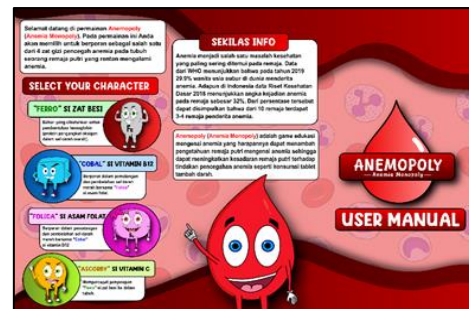 Selamat datang di permainan Anemopoly
(Anemia Monopoly). Pada permainan ini Anda
akan memilih untuk berperan sebagai salah satu
dari 4 zat gizi pencegah anemia pada tubuh
seorang remaja putri yang rentan mengalami
anemia.
SELECT YOUR CHARACTER
"FERRO" SI ZAT BESI
"COBAL" SI VITAMIN B12
"FOLICA" SI ASAM FOLAT
"ASCORBY" SI VITAMIN C
SEKILAS INFO
Anemia menjadi salah satu masalah kesehatan
yang paling sering ditemui pada remaja. Data
dari WHO menunjukkan bahwa pada tahun 2019
29.9% wanita usia subur di dunia menderita
anemia. Adapun di Indonesia data Riset Kesehatan
Dasar 2018 menunjukkan angka kejadian anemia
pada remaja sebesar 32%. Dari persentase tersebut
dapat disimpulkan bahwa dari 10 remaja terdapat
3-4 remaja penderita anemia.
Anemopoly (Anemia Monopoly) adalah game edukasi
mengenai anemia yang harapannya dapat menambah
pengetahuan remaja putri mengenai anemia sehingga
dapat meningkatkan kesadaran remaja putri terhadap
tindakan pencegahan anemia seperti konsumsi tablet
tambah darah.
ANEMOPOLY
Anemia Monopoly
USER MANUAL